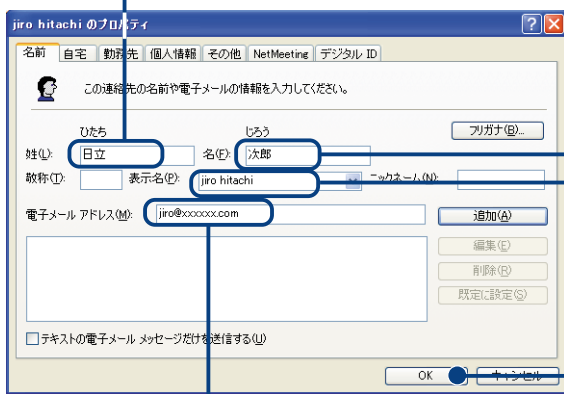 jiro hitachi のプロパティ
名前 自宅 勤務先 個人情報 その他 NetMeeting デジタル ID
この連絡先の名前や電子メールの情報を入力してください。
ひたち じろう フリガナ(R)...
姓(L): 日立 名(F): 次郎
敬称(T): 表示名(P): jiro hitachi ニックネーム(N):
電子メール アドレス(M): jiro@xxxxxx.com 追加(A)
編集(E)
削除(R)
既定に設定(S)
テキストの電子メール メッセージだけを送信する(U)
OK キャンセル